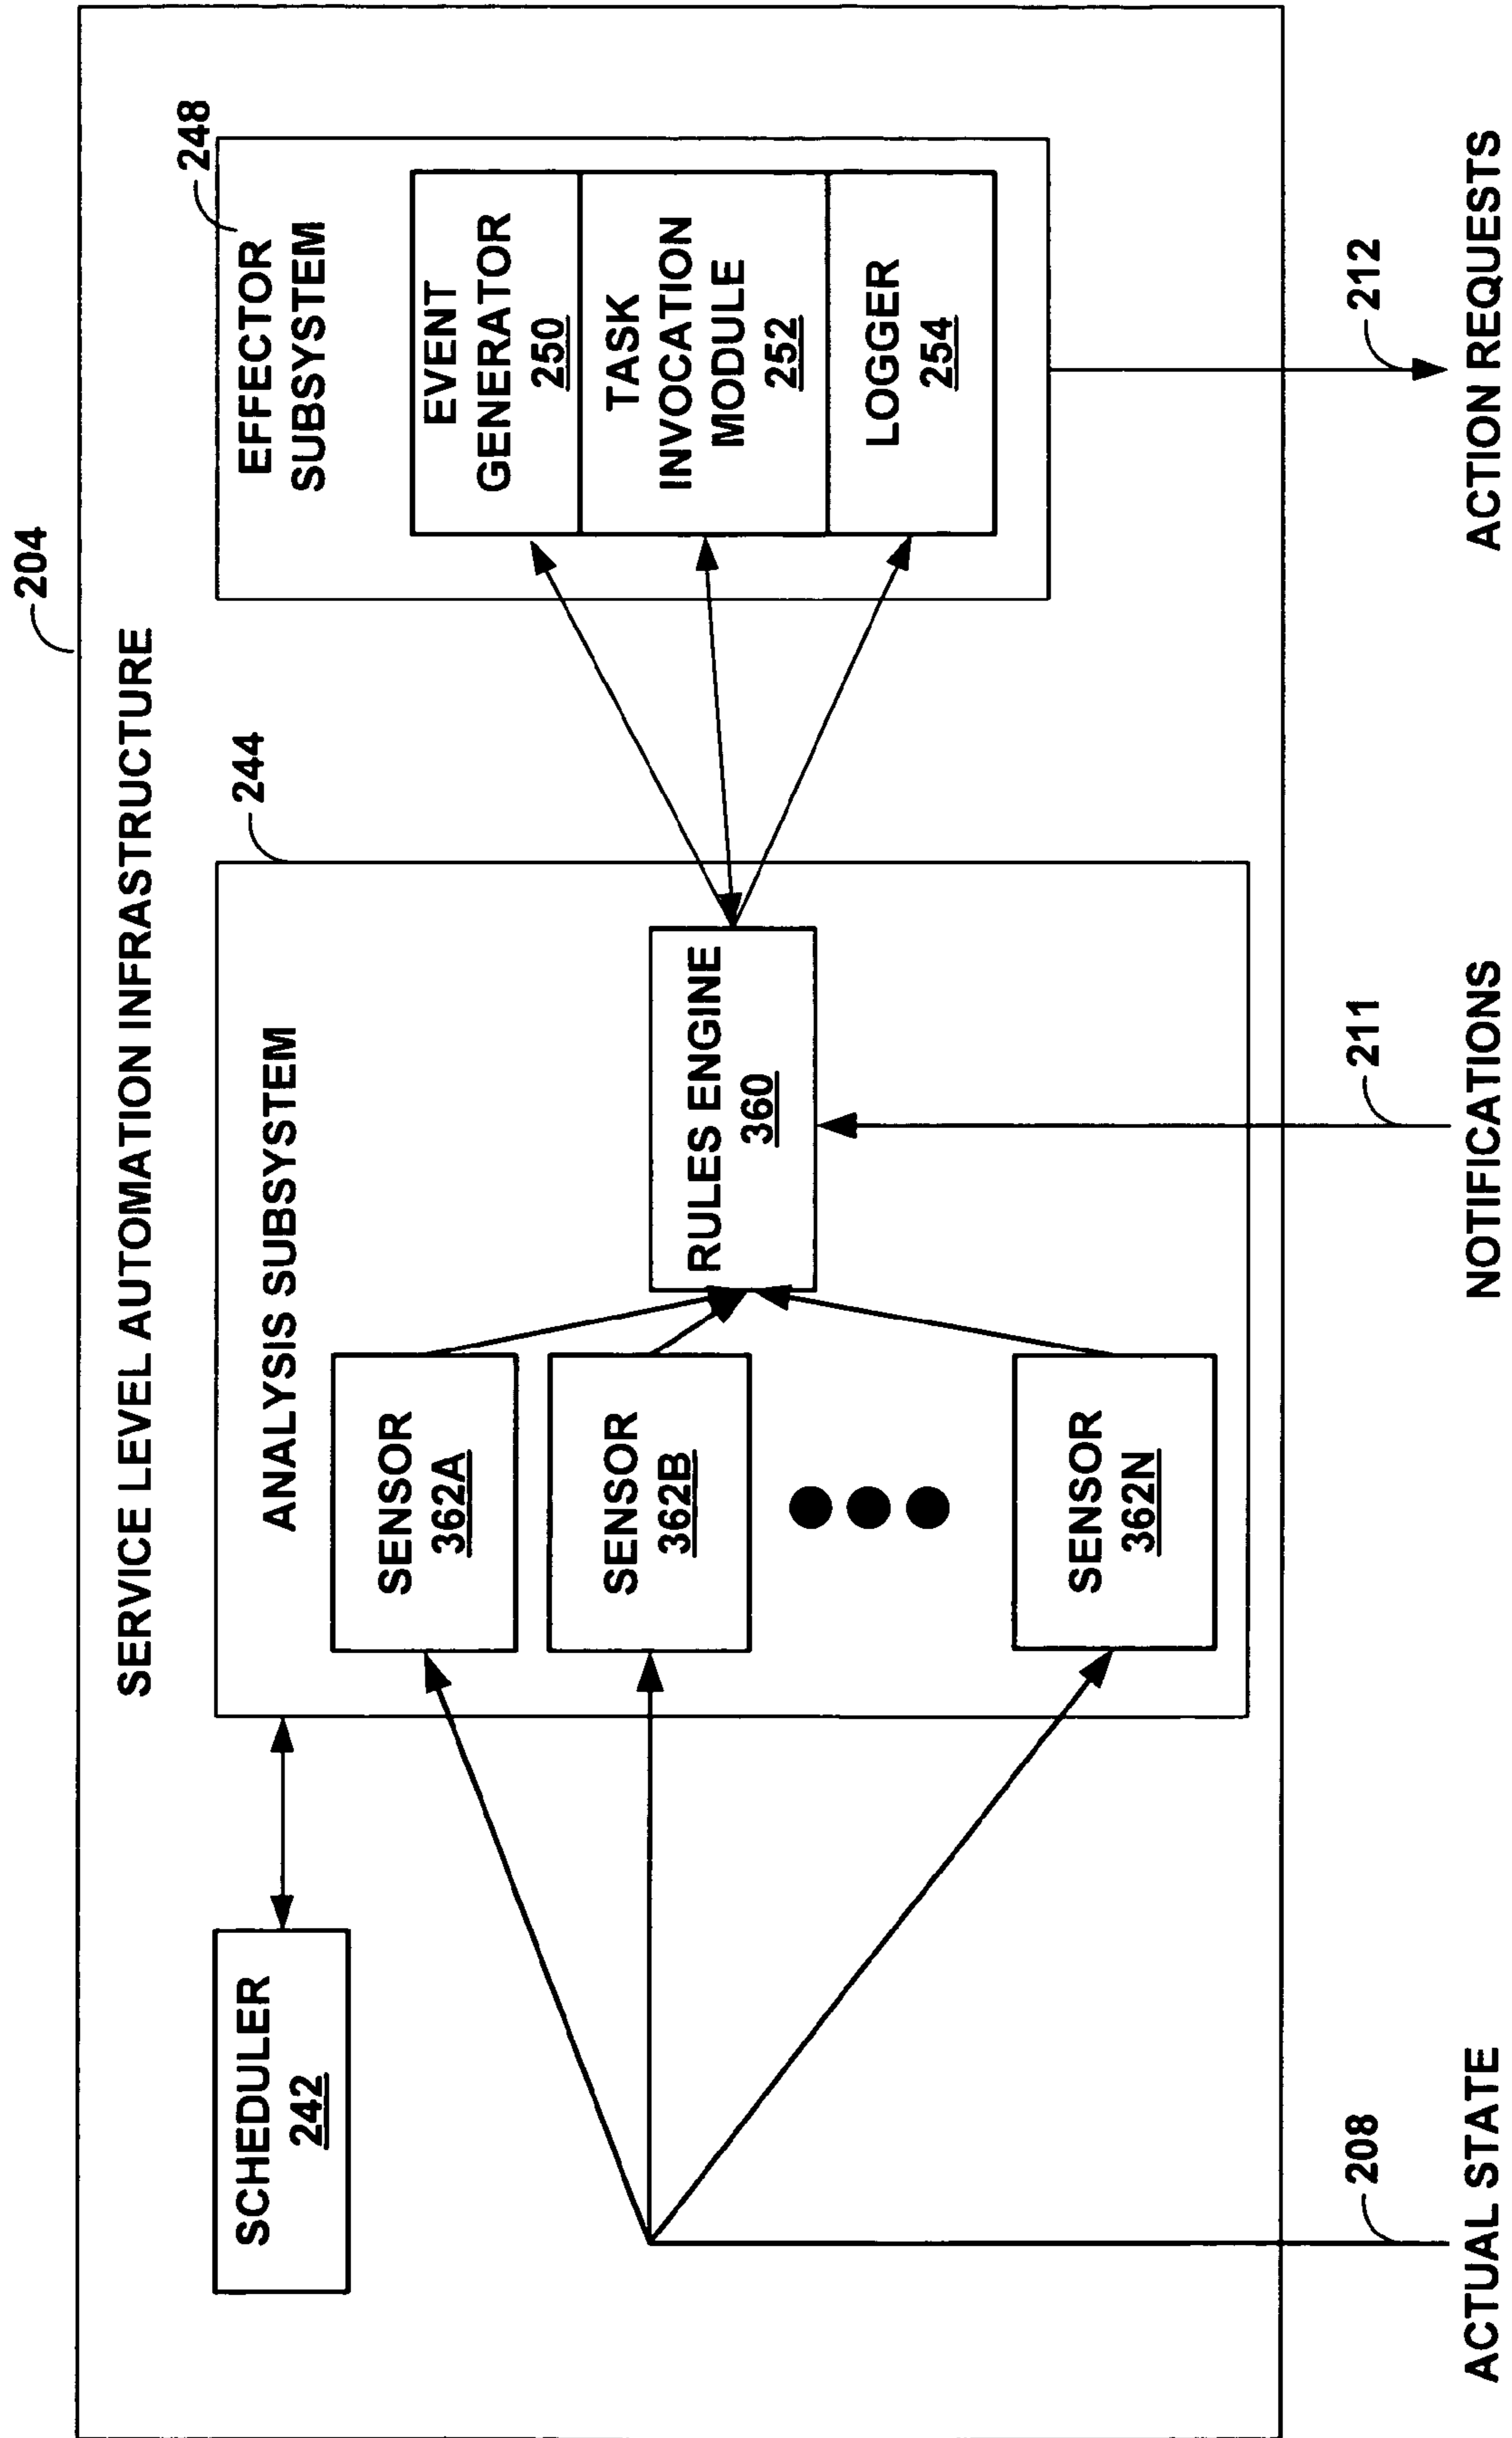 204
SERVICE LEVEL AUTOMATION INFRASTRUCTURE
SCHEDULER
242
244
ANALYSIS SUBSYSTEM
SENSOR
362A
SENSOR
362B
SENSOR
362N
RULES ENGINE
360
248
EFFECTOR
SUBSYSTEM
EVENT
GENERATOR
250
TASK
INVOCATION
MODULE
252
LOGGER
254
208
ACTUAL STATE
211
NOTIFICATIONS
212
ACTION REQUESTS